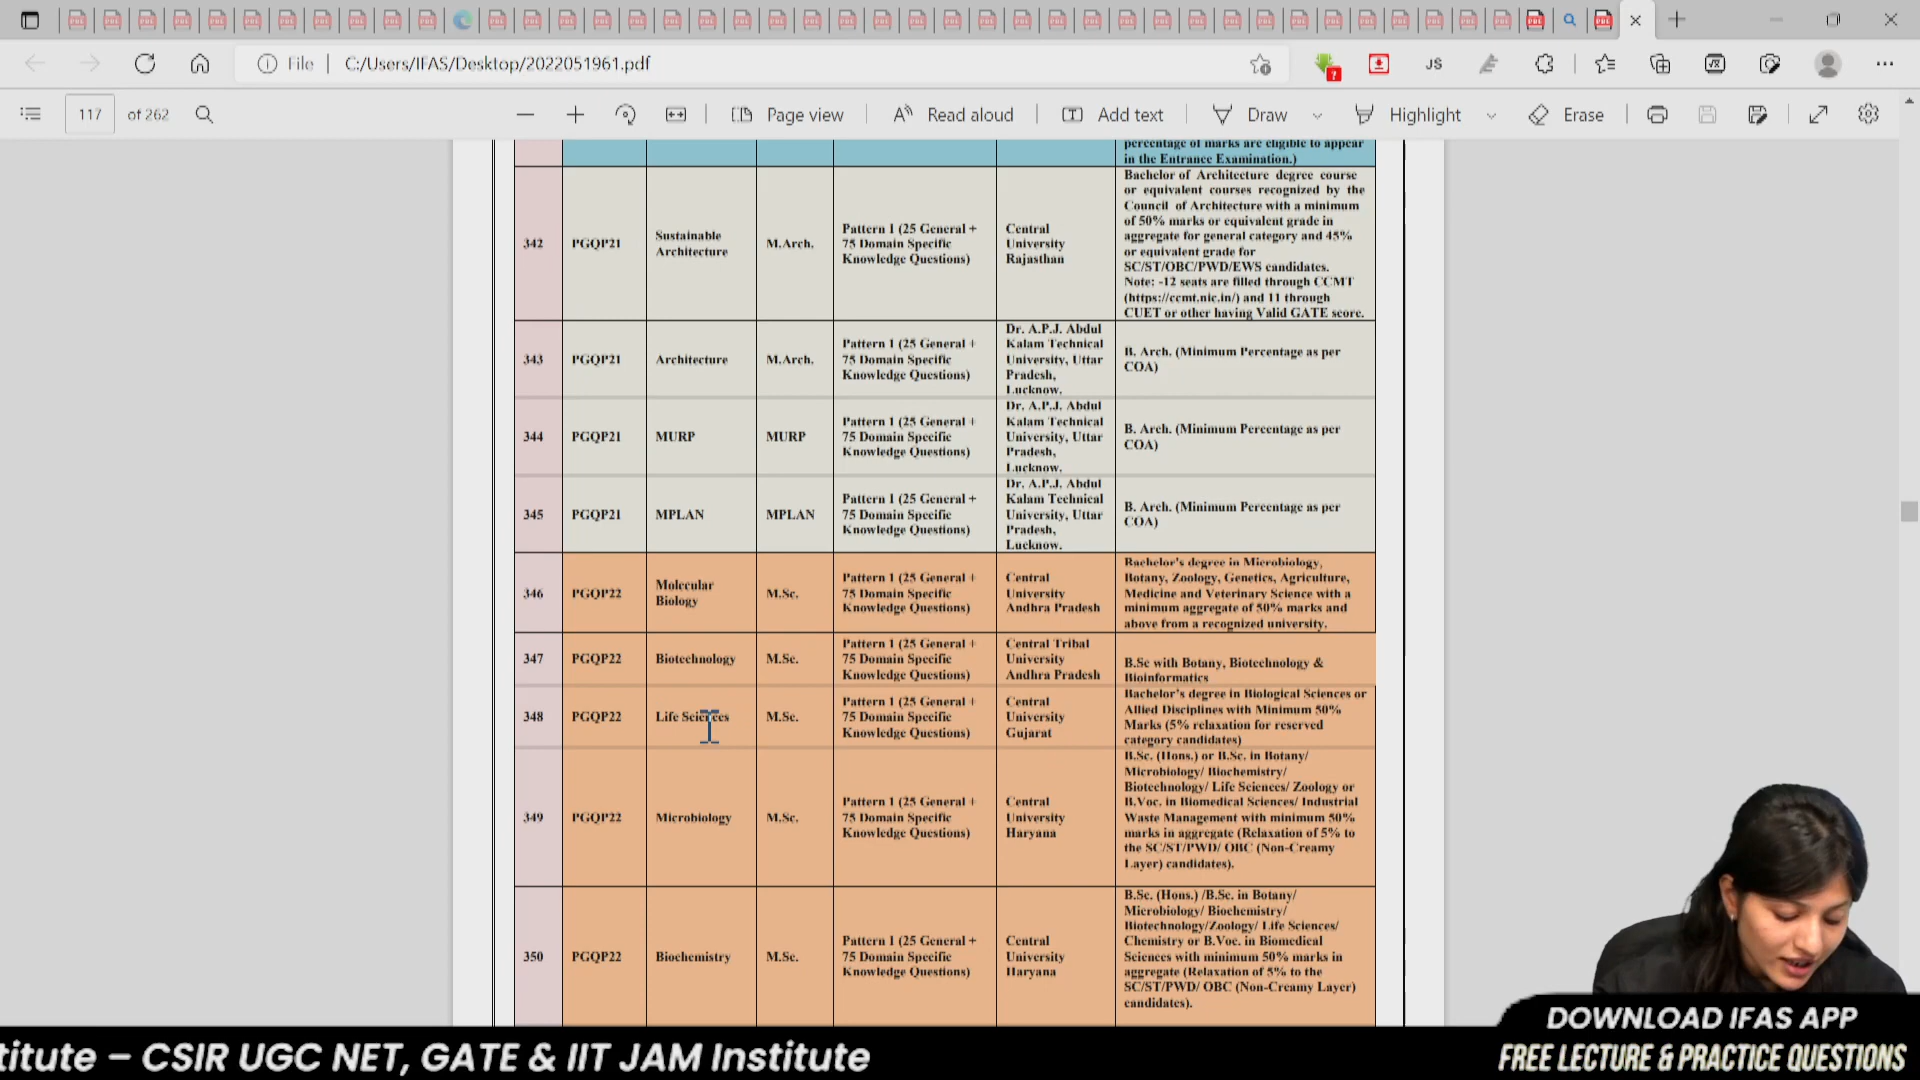 File
C:/Users/IFAS/Desktop/2022051961.pdf
JS
117 of 262
Page view
Read aloud
Add text
Draw
Highlight
Erase
percentage of marks are eligible to appear
in the Entrance Examination.)
342
PGQP21
Sustainable
Architecture
M.Arch.
Pattern 1 (25 General +
75 Domain Specific
Knowledge Questions)
Central
University
Rajasthan
Bachelor of Architecture degree course
or equivalent courses recognized by the
Council of Architecture with a minimum
of 50% marks or equivalent grade in
aggregate for general category and 45%
or equivalent grade for
SC/ST/OBC/PWD/EWS candidates.
Note: -12 seats are filled through CCMT
(https://ccmt.nic.in/) and 11 through
CUET or other having Valid GATE score.
343
PGQP21
Architecture
M.Arch.
Pattern 1 (25 General +
75 Domain Specific
Knowledge Questions)
Dr. A.P.J. Abdul
Kalam Technical
University, Uttar
Pradesh,
Lucknow.
B. Arch. (Minimum Percentage as per
COA)
344
PGQP21
MURP
MURP
Pattern 1 (25 General +
75 Domain Specific
Knowledge Questions)
Dr. A.P.J. Abdul
Kalam Technical
University, Uttar
Pradesh,
Lucknow.
B. Arch. (Minimum Percentage as per
COA)
345
PGQP21
MPLAN
MPLAN
Pattern 1 (25 General +
75 Domain Specific
Knowledge Questions)
Dr. A.P.J. Abdul
Kalam Technical
University, Uttar
Pradesh,
Lucknow.
B. Arch. (Minimum Percentage as per
COA)
346
PGQP22
Molecular
Biology
M.Sc.
Pattern 1 (25 General +
75 Domain Specific
Knowledge Questions)
Central
University
Andhra Pradesh
Bachelor's degree in Microbiology,
Botany, Zoology, Genetics, Agriculture,
Medicine and Veterinary Science with a
minimum aggregate of 50% marks and
above from a recognized university.
347
PGQP22
Biotechnology
M.Sc.
Pattern 1 (25 General +
75 Domain Specific
Knowledge Questions)
Central Tribal
University
Andhra Pradesh
B.Sc with Botany, Biotechnology &
Bioinformatics
348
PGQP22
Life Sciences
M.Sc.
Pattern 1 (25 General +
75 Domain Specific
Knowledge Questions)
Central
University
Gujarat
Bachelor's degree in Biological Sciences or
Allied Disciplines with Minimum 50%
Marks (5% relaxation for reserved
category candidates)
349
PGQP22
Microbiology
M.Sc.
Pattern 1 (25 General +
75 Domain Specific
Knowledge Questions)
Central
University
Haryana
B.Sc. (Hons.) or B.Sc. in Botany/
Microbiology/ Biochemistry/
Biotechnology/ Life Sciences/ Zoology or
B.Voc. in Biomedical Sciences/ Industrial
Waste Management with minimum 50%
marks in aggregate (Relaxation of 5% to
the SC/ST/PWD/ OBC (Non-Creamy
Layer) candidates).
350
PGQP22
Biochemistry
M.Sc.
Pattern 1 (25 General +
75 Domain Specific
Knowledge Questions)
Central
University
Haryana
B.Sc. (Hons.) /B.Sc. in Botany/
Microbiology/ Biochemistry/
Biotechnology/Zoology/ Life Sciences/
Chemistry or B.Voc. in Biomedical
Sciences with minimum 50% marks in
aggregate (Relaxation of 5% to the
SC/ST/PWD/ OBC (Non-Creamy Layer)
candidates).
titute – CSIR UGC NET, GATE & IIT JAM Institute
DOWNLOAD IFAS APP
FREE LECTURE & PRACTICE QUESTIONS